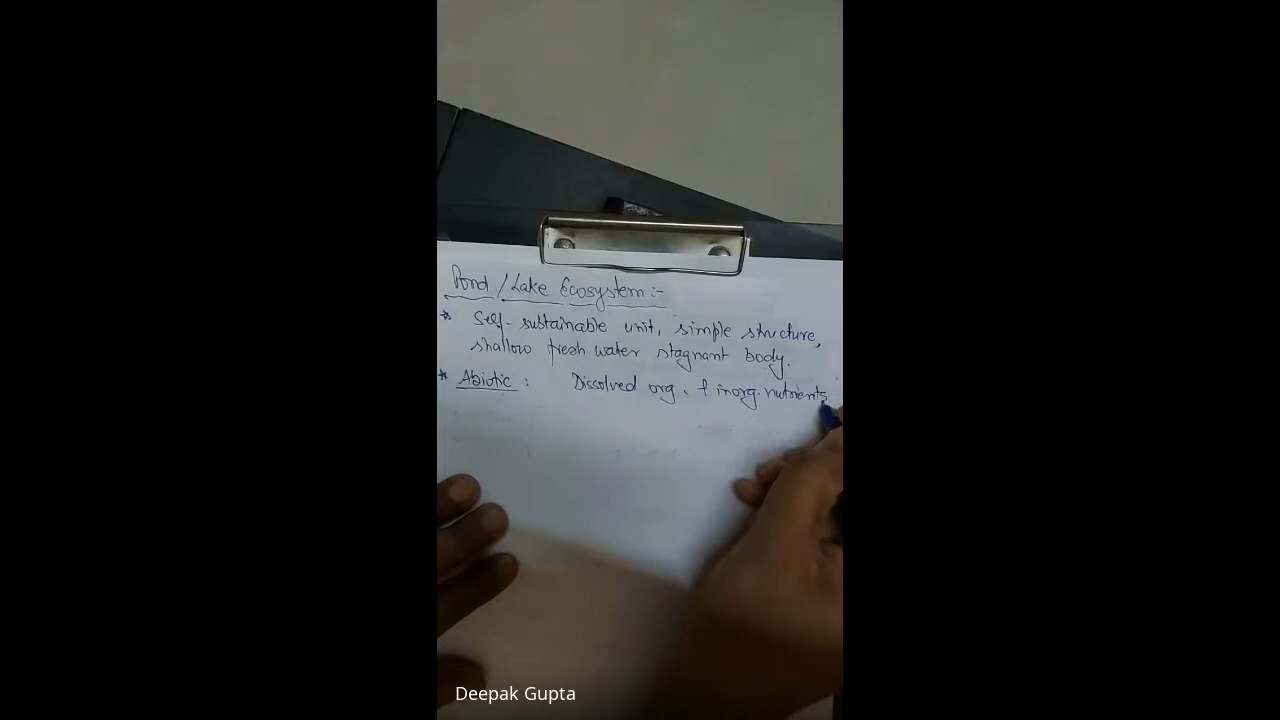 Pond / Lake Ecosystem :-
* Self-sustainable unit, simple structure,
shallow fresh water stagnant body.
* Abiotic : Dissolved org. & inorg. nutrients
Deepak Gupta